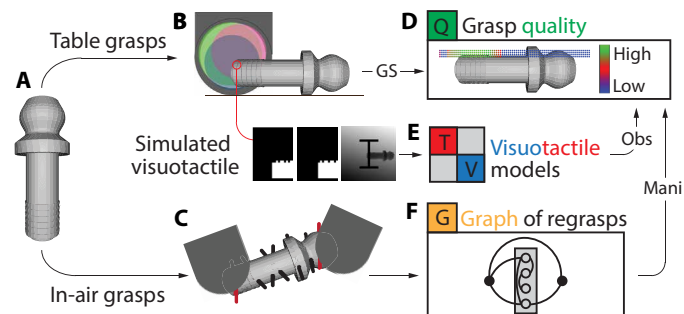 B
D
Q Grasp quality
Table grasps
High
Low
A
GS
Simulated
visuotactile
E
T
V
Visuotactile
models
Obs
Mani
C
F
G Graph of regrasps
In-air grasps